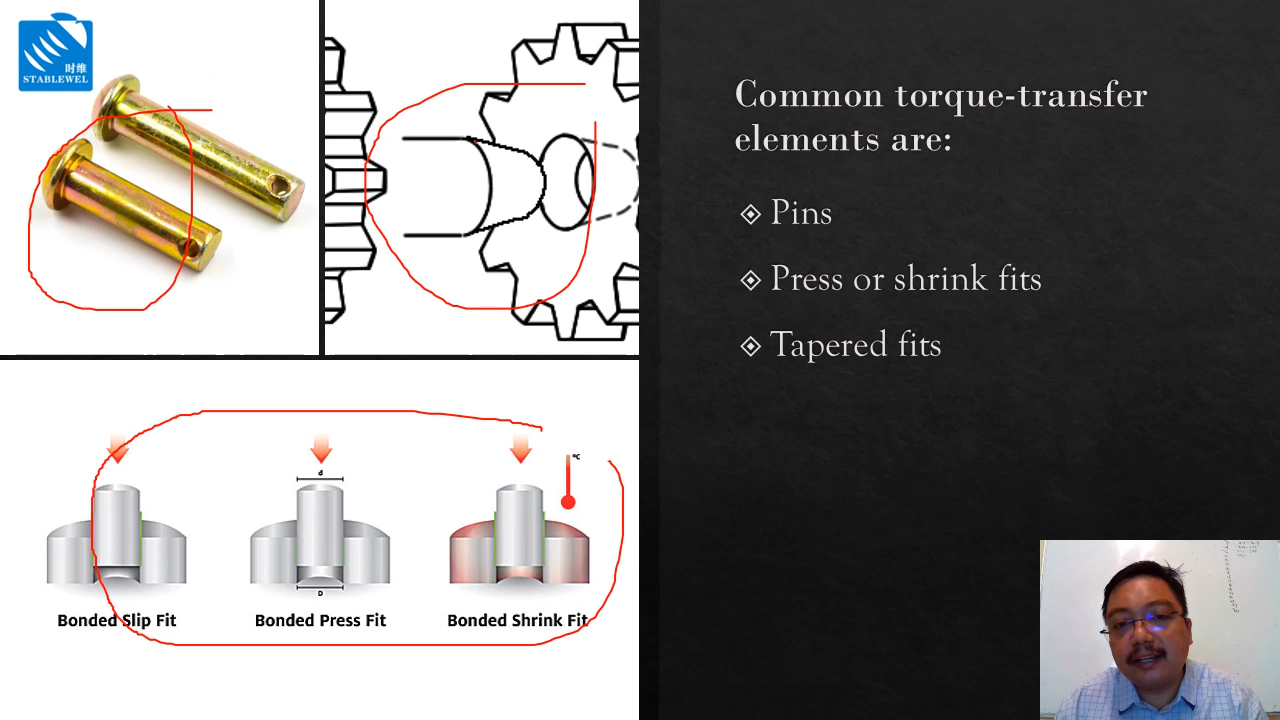 时维
STABLEWEL
Common torque-transfer
elements are:
Pins
Press or shrink fits
Tapered fits
d
°C
D
Bonded Slip Fit
Bonded Press Fit
Bonded Shrink Fit